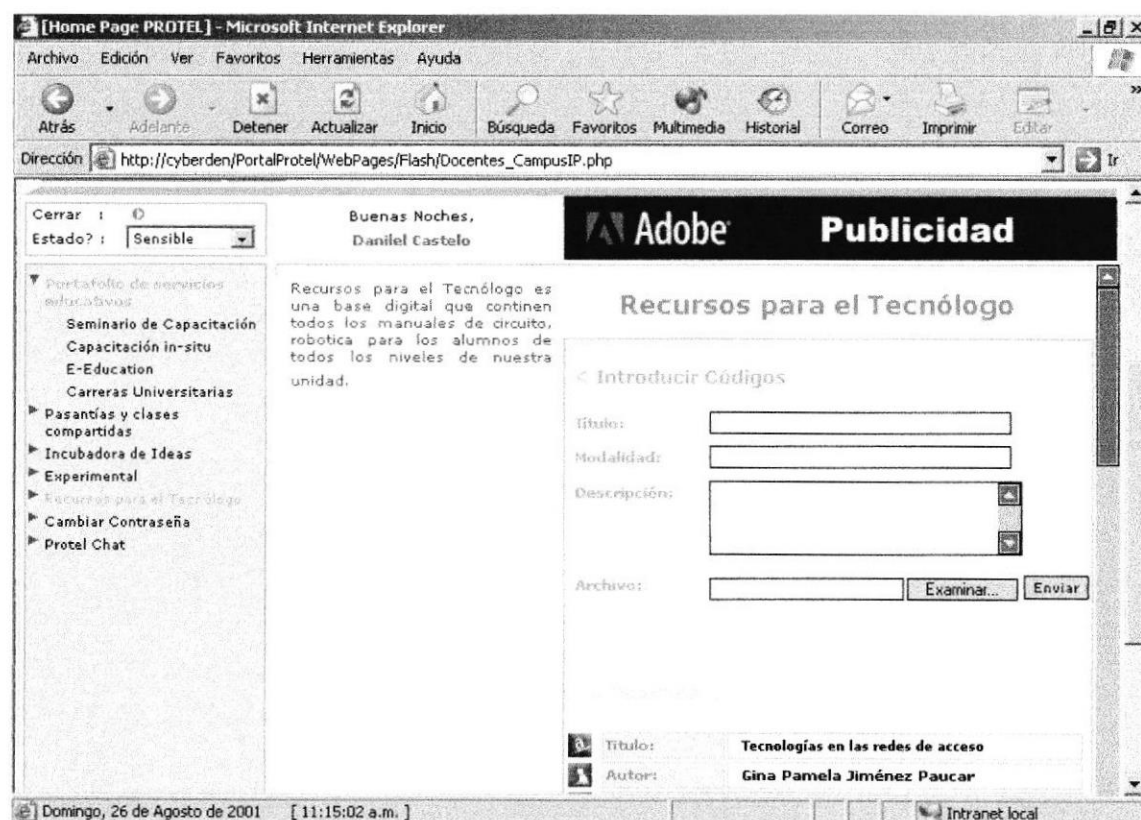 [Home Page PROTEL] - Microsoft Internet Explorer
Archivo Edición Ver Favoritos Herramientas Ayuda
Atrás Adelante Detener Actualizar Inicio Búsqueda Favoritos Multimedia Historial Correo Imprimir Editar
Dirección http://cyberden/PortalProtel/WebPages/Flash/Docentes_CampusIP.php Ir
Cerrar :
Estado? : Sensible
Buenas Noches,
Danilel Castelo
Adobe Publicidad
Portafolio de servicios
educativos
Seminario de Capacitación
Capacitación in-situ
E-Education
Carreras Universitarias
Pasantías y clases
compartidas
Incubadora de Ideas
Experimental
Recursos para el Tecnólogo
Cambiar Contraseña
Protel Chat
Recursos para el Tecnólogo es
una base digital que continen
todos los manuales de circuito,
robotica para los alumnos de
todos los niveles de nuestra
unidad.
Recursos para el Tecnólogo
< Introducir Códigos
Título:
Modalidad:
Descripción:
Archivo: Examinar... Enviar
Título: Tecnologías en las redes de acceso
Autor: Gina Pamela Jiménez Paucar
Domingo, 26 de Agosto de 2001 [ 11:15:02 a.m. ] Intranet local